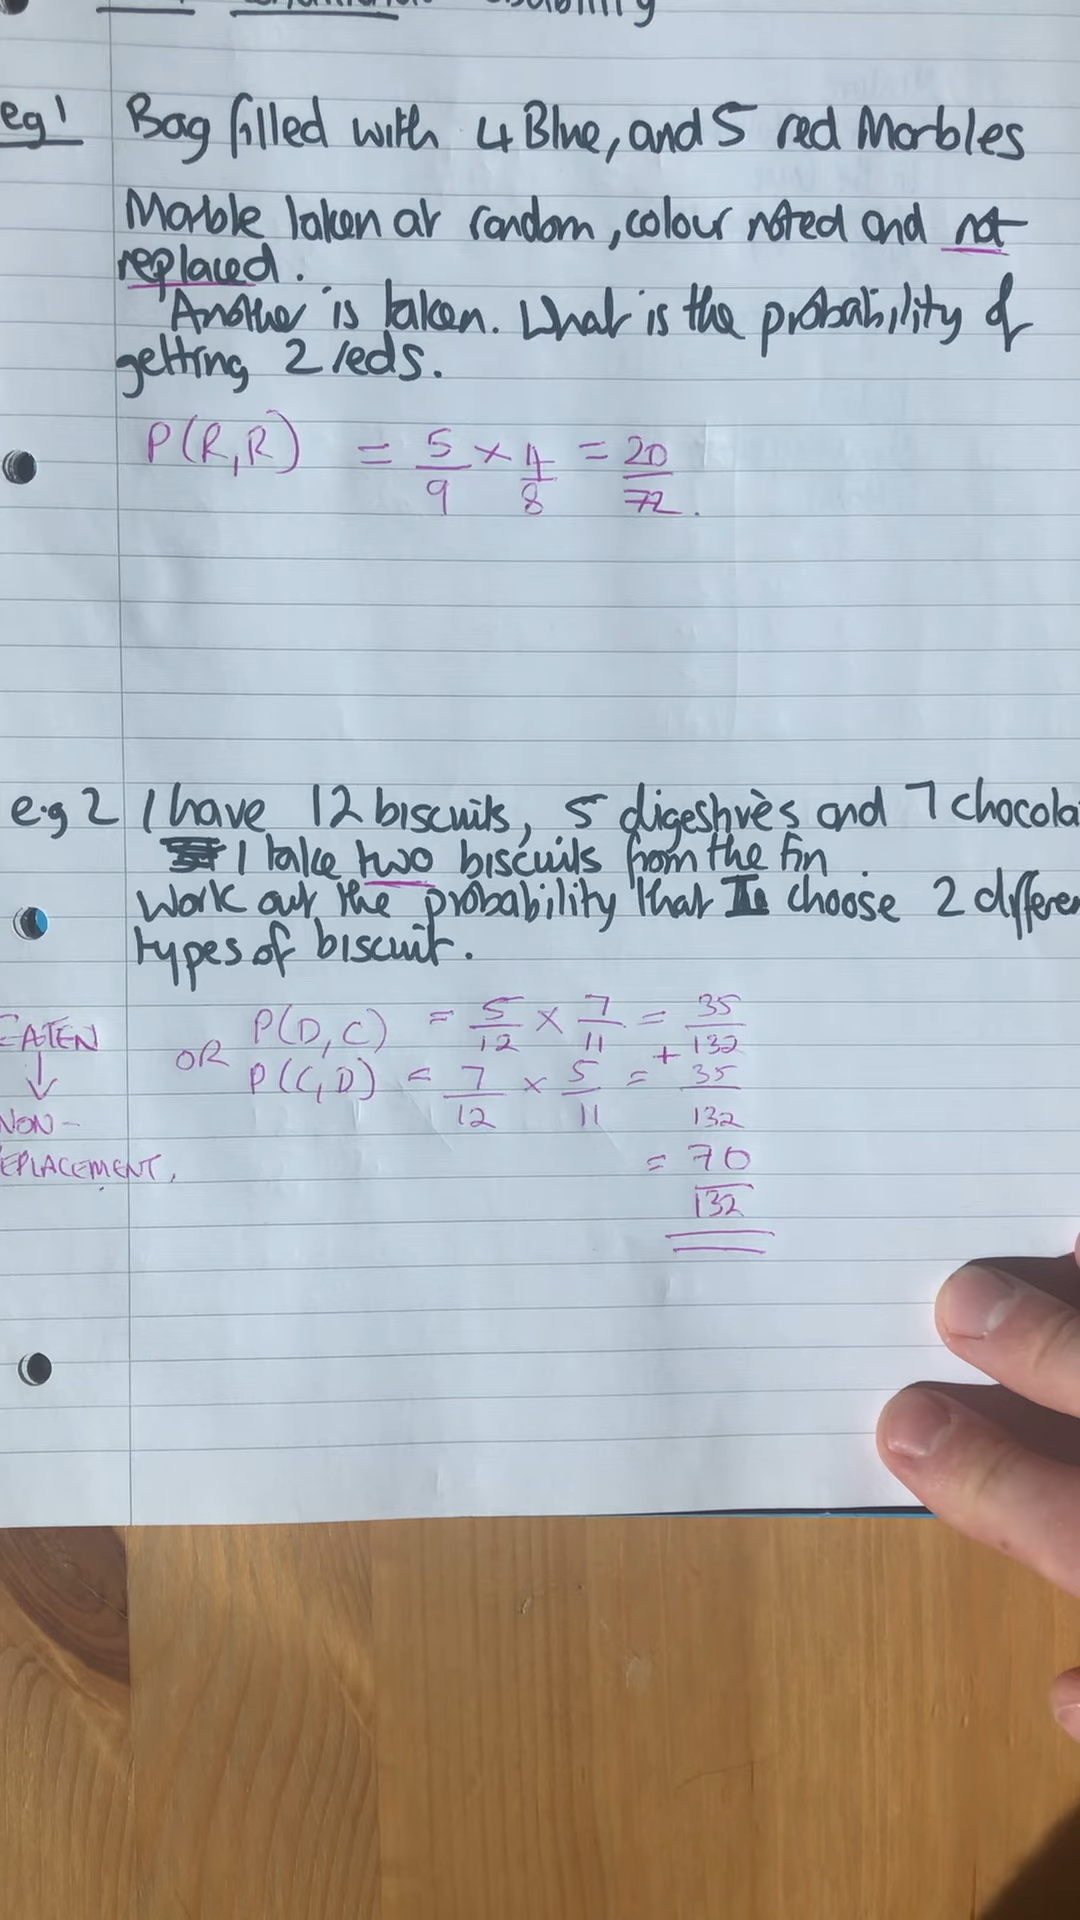 eg1 Bag filled with 4 Blue, and 5 red Marbles
Marble taken at random, colour noted and not
replaced.
Another is taken. What is the probability of
getting 2 reds.
P(R,R) = 5/9 × 4/8 = 20/72.
e.g 2 I have 12 biscuits, 5 digestives and 7 chocola
I take two biscuits from the tin.
Work out the probability that I choose 2 differen
types of biscuit.
P(D,C) = 5/12 × 7/11 = 35/132
OR P(C,D) = 7/12 × 5/11 = + 35/132
= 70/132
EATEN
↓
NON-
EPLACEMENT.